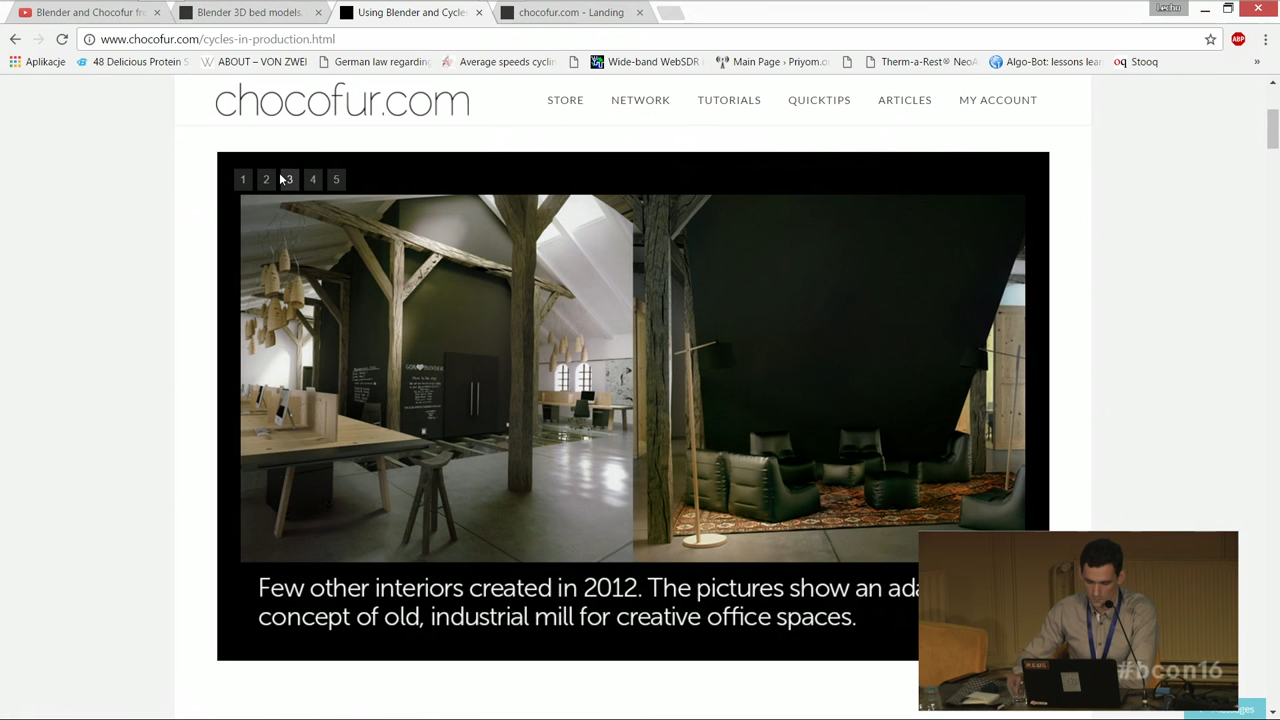 Blender and Chocofur fr
Blender 3D bed models,
Using Blender and Cycle
chocofur.com - Landing
Lechu
www.chocofur.com/cycles-in-production.html
ABP
Aplikacje
48 Delicious Protein S
ABOUT – VON ZWEI
German law regarding
Average speeds cyclin
Wide-band WebSDR
Main Page › Priyom.o
Therm-a-Rest® NeoA
Algo-Bot: lessons lear
oq Stooq
»
chocofur.com
STORE
NETWORK
TUTORIALS
QUICKTIPS
ARTICLES
MY ACCOUNT
1 2 3 4 5
Few other interiors created in 2012. The pictures show an ada
concept of old, industrial mill for creative office spaces.
#bcon16